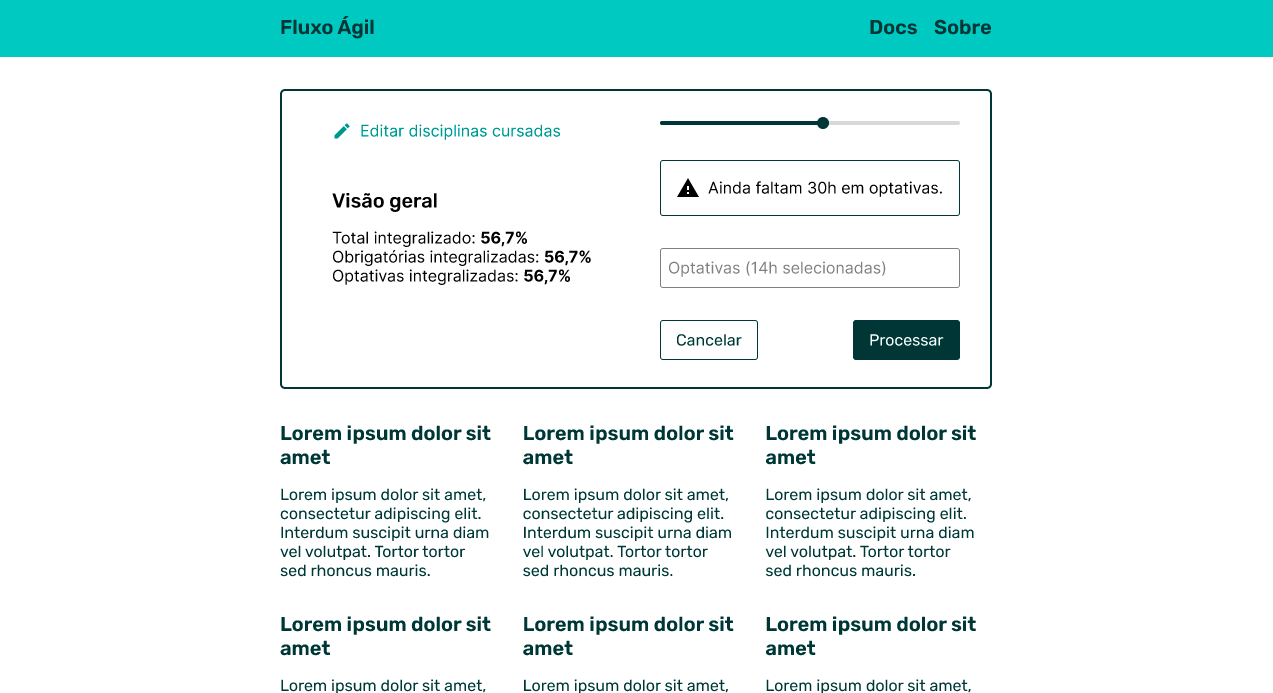 Fluxo Ágil
Docs Sobre
Editar disciplinas cursadas
Visão geral
Total integralizado: 56,7%
Obrigatórias integralizadas: 56,7%
Optativas integralizadas: 56,7%
Ainda faltam 30h em optativas.
Optativas (14h selecionadas)
Cancelar
Processar
Lorem ipsum dolor sit
amet
Lorem ipsum dolor sit amet,
consectetur adipiscing elit.
Interdum suscipit urna diam
vel volutpat. Tortor tortor
sed rhoncus mauris.
Lorem ipsum dolor sit
amet
Lorem ipsum dolor sit amet,
consectetur adipiscing elit.
Interdum suscipit urna diam
vel volutpat. Tortor tortor
sed rhoncus mauris.
Lorem ipsum dolor sit
amet
Lorem ipsum dolor sit amet,
consectetur adipiscing elit.
Interdum suscipit urna diam
vel volutpat. Tortor tortor
sed rhoncus mauris.
Lorem ipsum dolor sit
amet
Lorem ipsum dolor sit amet,
Lorem ipsum dolor sit
amet
Lorem ipsum dolor sit amet,
Lorem ipsum dolor sit
amet
Lorem ipsum dolor sit amet,